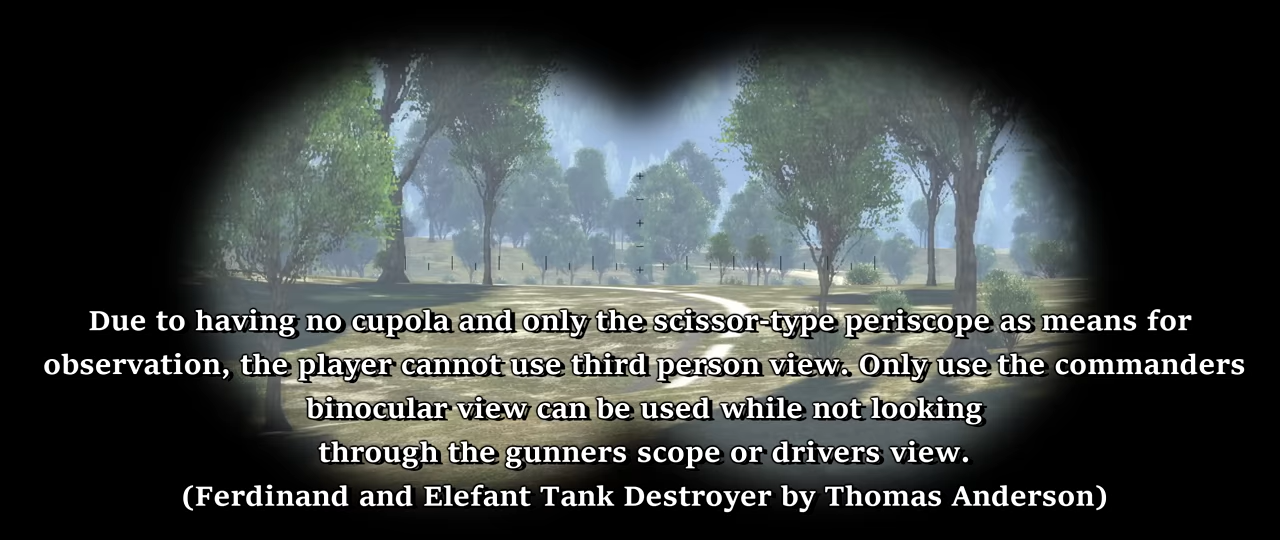 Due to having no cupola and only the scissor-type periscope as means for
observation, the player cannot use third person view. Only use the commanders
binocular view can be used while not looking
through the gunners scope or drivers view.
(Ferdinand and Elefant Tank Destroyer by Thomas Anderson)